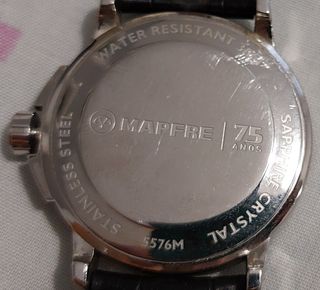 WATER RESISTANT
SAPPHIRE CRYSTAL
5576M
STAINLESS STEEL
MAPFRE | 75
AÑOS